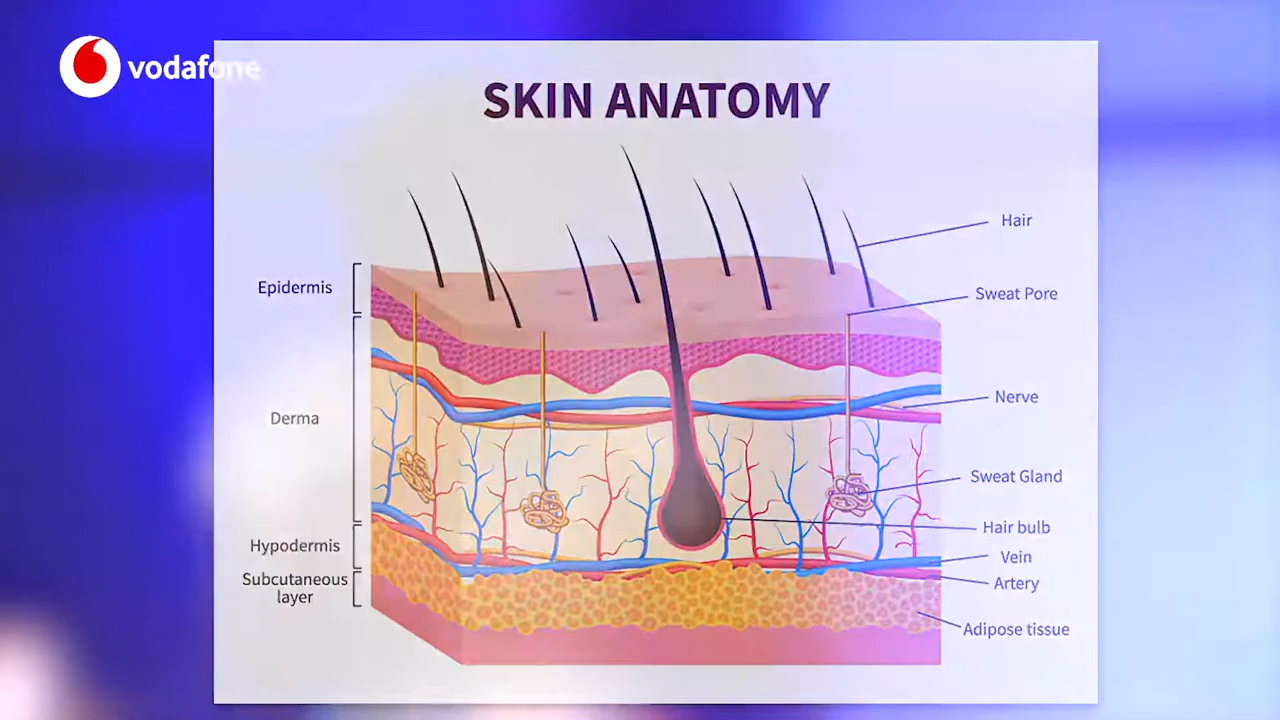 vodafone
SKIN ANATOMY
Hair
Epidermis
Sweat Pore
Nerve
Derma
Sweat Gland
Hair bulb
Hypodermis
Vein
Subcutaneous
layer
Artery
Adipose tissue